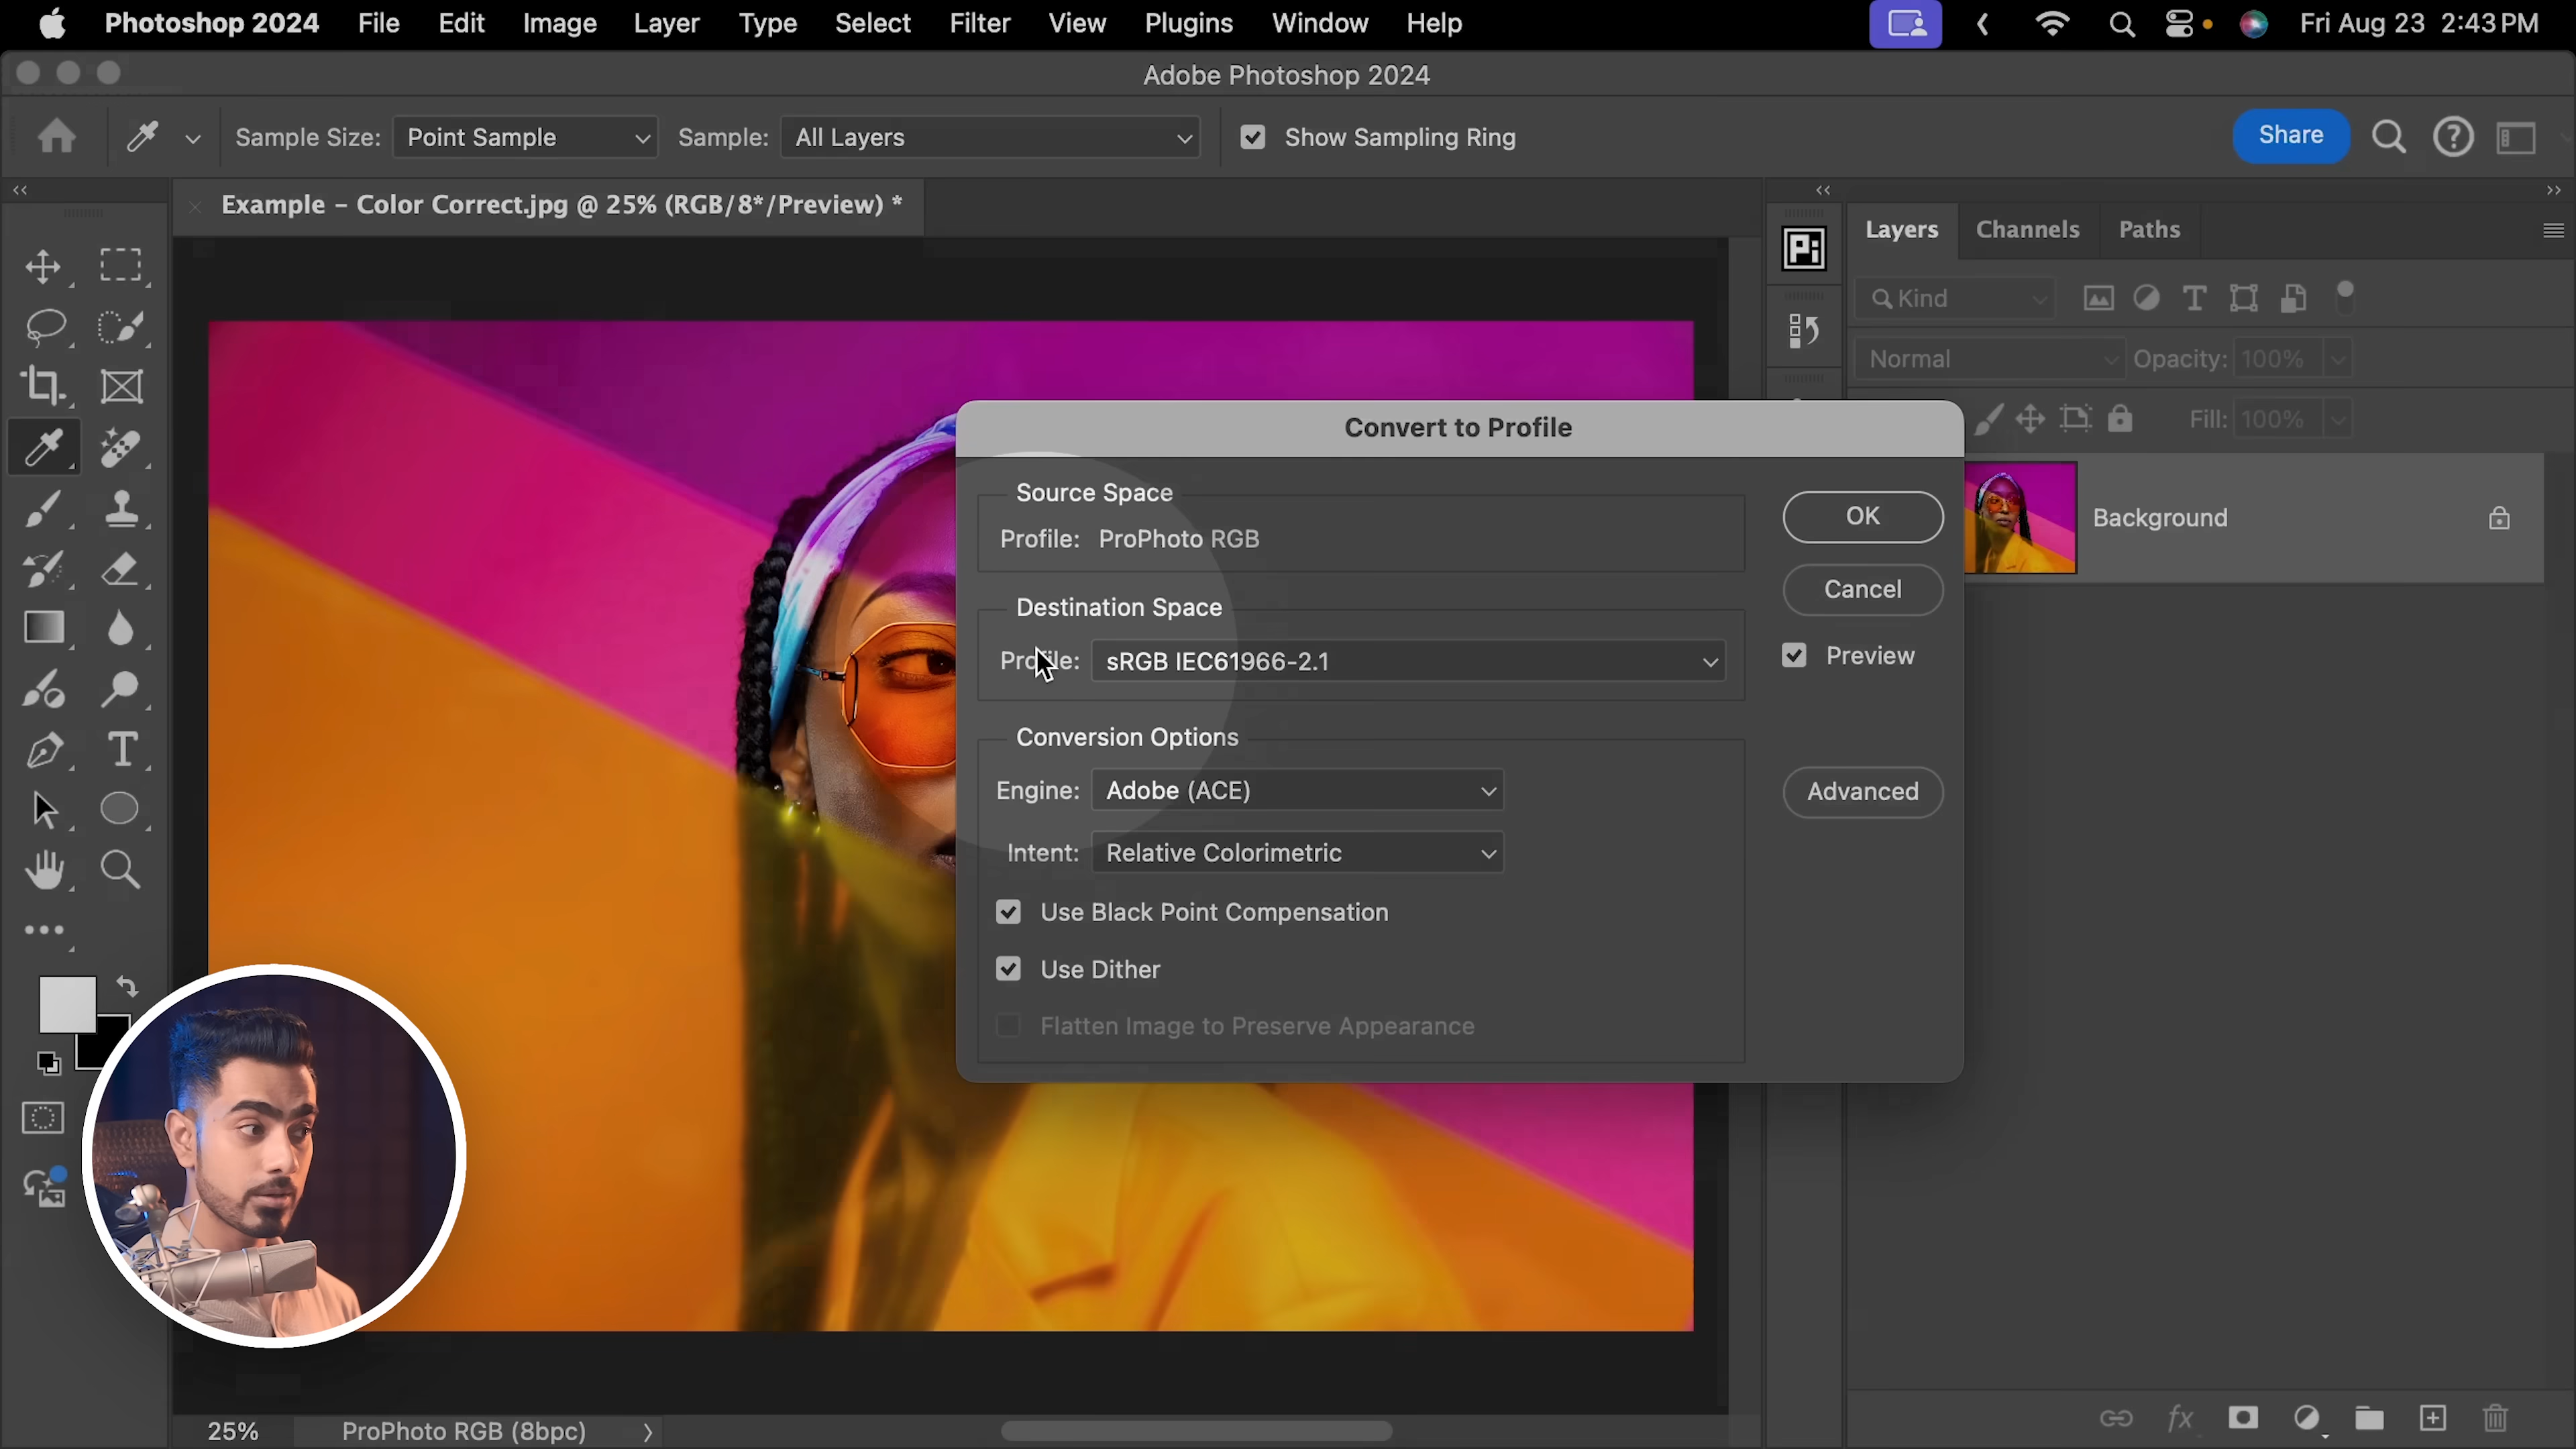 Photoshop 2024 File Edit Image Layer Type Select Filter View Plugins Window Help Fri Aug 23 2:43 PM
Adobe Photoshop 2024
Sample Size: Point Sample Sample: All Layers Show Sampling Ring Share
Example - Color Correct.jpg @ 25% (RGB/8*/Preview) *
Pi
Layers Channels Paths
Kind
Normal Opacity: 100%
Fill: 100%
Background
Convert to Profile
Source Space
Profile: ProPhoto RGB
OK
Cancel
Destination Space
Profile: sRGB IEC61966-2.1
Preview
Conversion Options
Engine: Adobe (ACE)
Advanced
Intent: Relative Colorimetric
Use Black Point Compensation
Use Dither
Flatten Image to Preserve Appearance
25% ProPhoto RGB (8bpc)
fx